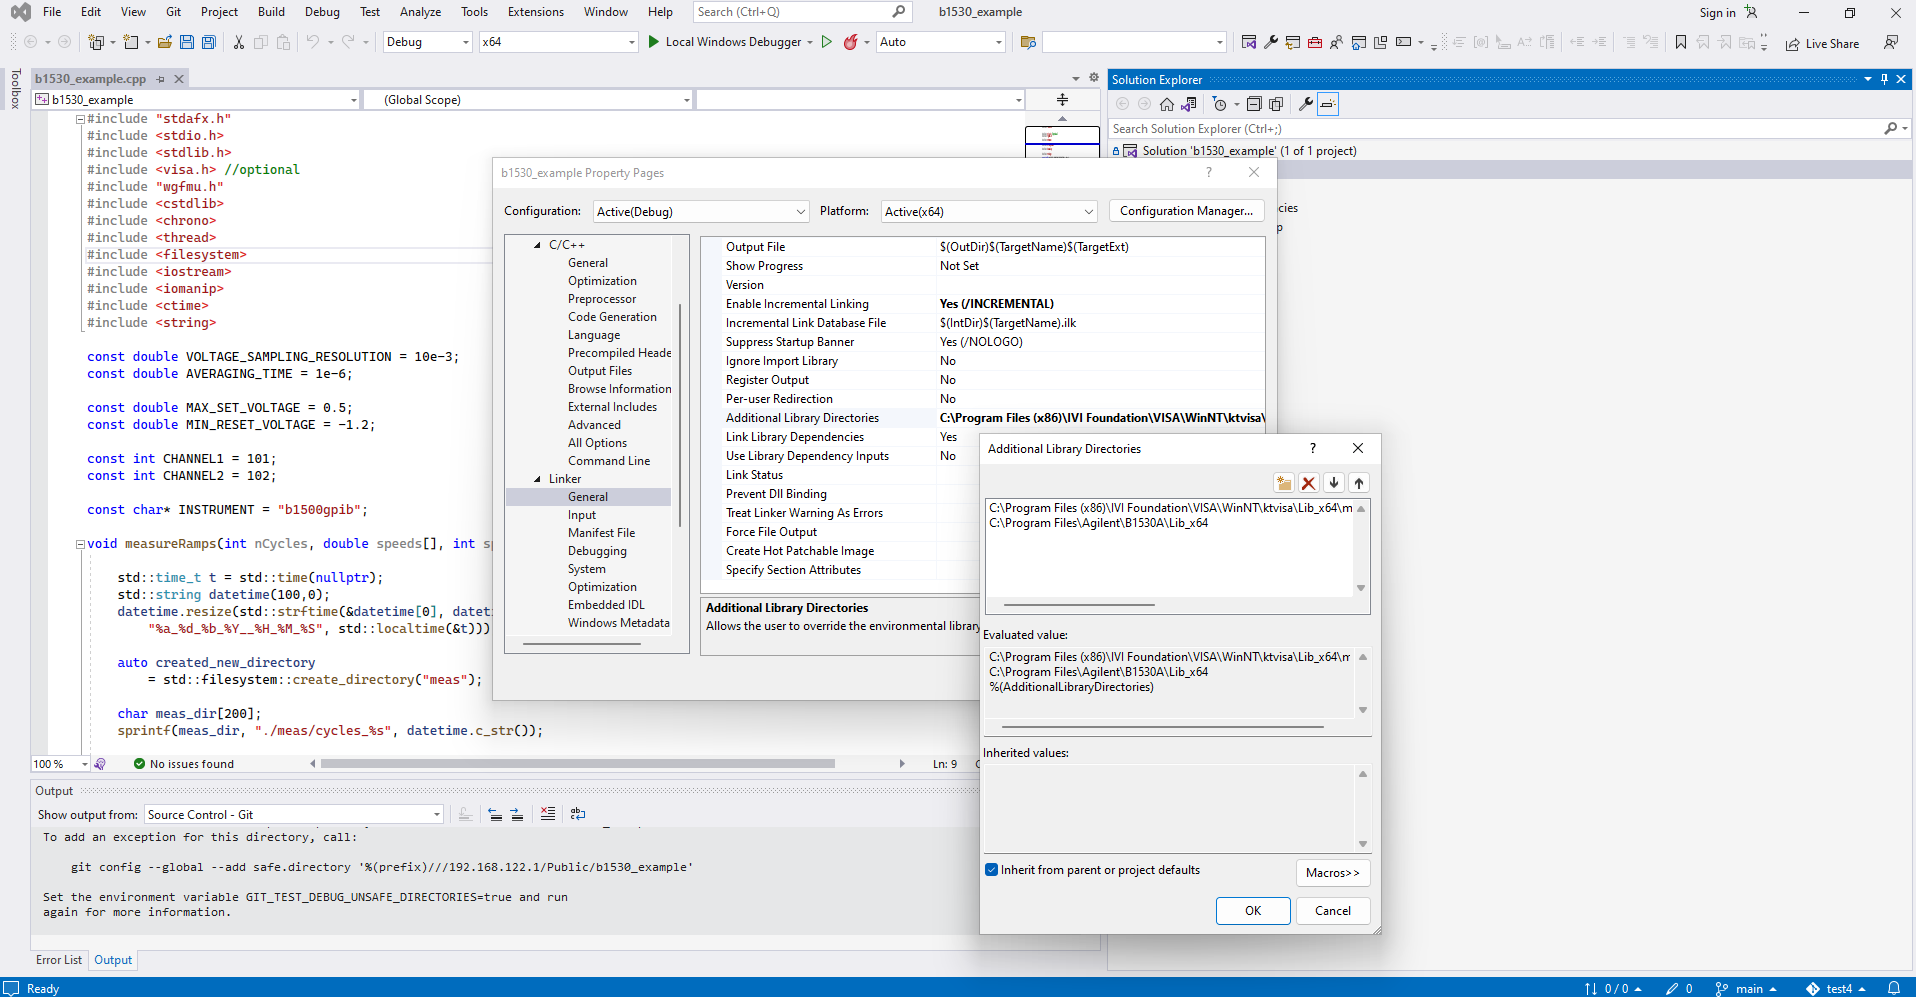 File Edit View Git Project Build Debug Test Analyze Tools Extensions Window Help Search (Ctrl+Q) b1530_example Sign in
Debug x64 Local Windows Debugger Auto Live Share
Toolbox
b1530_example.cpp
b1530_example (Global Scope)
#include "stdafx.h"
#include <stdio.h>
#include <stdlib.h>
#include <visa.h> //optional
#include "wgfmu.h"
#include <cstdlib>
#include <chrono>
#include <thread>
#include <filesystem>
#include <iostream>
#include <iomanip>
#include <ctime>
#include <string>
const double VOLTAGE_SAMPLING_RESOLUTION = 10e-3;
const double AVERAGING_TIME = 1e-6;
const double MAX_SET_VOLTAGE = 0.5;
const double MIN_RESET_VOLTAGE = -1.2;
const int CHANNEL1 = 101;
const int CHANNEL2 = 102;
const char* INSTRUMENT = "b1500gpib";
void measureRamps(int nCycles, double speeds[], int sp
std::time_t t = std::time(nullptr);
std::string datetime(100,0);
datetime.resize(std::strftime(&datetime[0], datet
"%a_%d_%b_%Y__%H_%M_%S", std::localtime(&t)))
auto created_new_directory
= std::filesystem::create_directory("meas");
char meas_dir[200];
sprintf(meas_dir, "./meas/cycles_%s", datetime.c_str());
100 % No issues found Ln: 9
Output
Show output from: Source Control - Git
To add an exception for this directory, call:
git config --global --add safe.directory '%(prefix)///192.168.122.1/Public/b1530_example'
Set the environment variable GIT_TEST_DEBUG_UNSAFE_DIRECTORIES=true and run
again for more information.
Error List Output
Ready 0 / 0 0 main test4
Solution Explorer
Search Solution Explorer (Ctrl+;)
Solution 'b1530_example' (1 of 1 project)
cies
p
b1530_example Property Pages ?
Configuration: Active(Debug) Platform: Active(x64) Configuration Manager...
C/C++
General
Optimization
Preprocessor
Code Generation
Language
Precompiled Heade
Output Files
Browse Information
External Includes
Advanced
All Options
Command Line
Linker
General
Input
Manifest File
Debugging
System
Optimization
Embedded IDL
Windows Metadata
Output File $(OutDir)$(TargetName)$(TargetExt)
Show Progress Not Set
Version
Enable Incremental Linking Yes (/INCREMENTAL)
Incremental Link Database File $(IntDir)$(TargetName).ilk
Suppress Startup Banner Yes (/NOLOGO)
Ignore Import Library No
Register Output No
Per-user Redirection No
Additional Library Directories C:\Program Files (x86)\IVI Foundation\VISA\WinNT\ktvisa\
Link Library Dependencies Yes
Use Library Dependency Inputs No
Link Status
Prevent Dll Binding
Treat Linker Warning As Errors
Force File Output
Create Hot Patchable Image
Specify Section Attributes
Additional Library Directories
Allows the user to override the environmental library
Additional Library Directories ?
C:\Program Files (x86)\IVI Foundation\VISA\WinNT\ktvisa\Lib_x64\m
C:\Program Files\Agilent\B1530A\Lib_x64
Evaluated value:
C:\Program Files (x86)\IVI Foundation\VISA\WinNT\ktvisa\Lib_x64\m
C:\Program Files\Agilent\B1530A\Lib_x64
%(AdditionalLibraryDirectories)
Inherited values:
Inherit from parent or project defaults Macros>>
OK Cancel